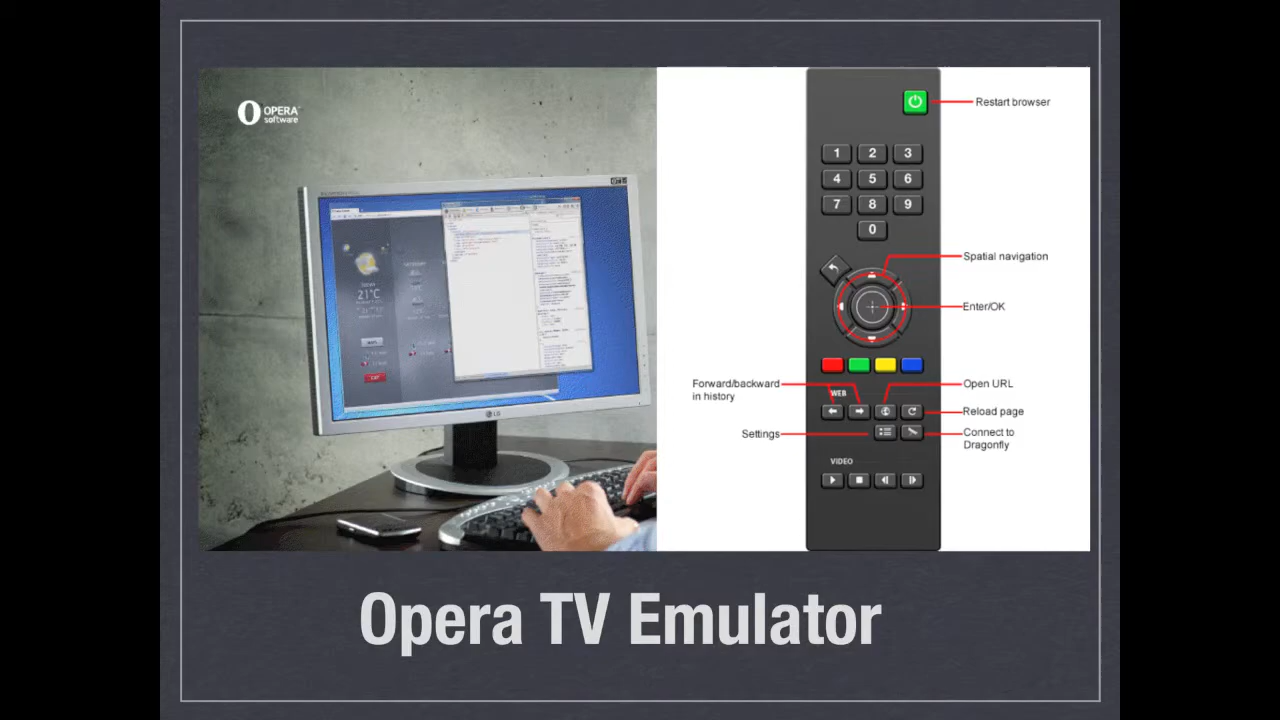 OPERA
software
21°C
LG
Restart browser
1 2 3
4 5 6
7 8 9
0
Spatial navigation
Enter/OK
Forward/backward
in history
Open URL
WEB
Reload page
Settings
Connect to
Dragonfly
VIDEO
Opera TV Emulator